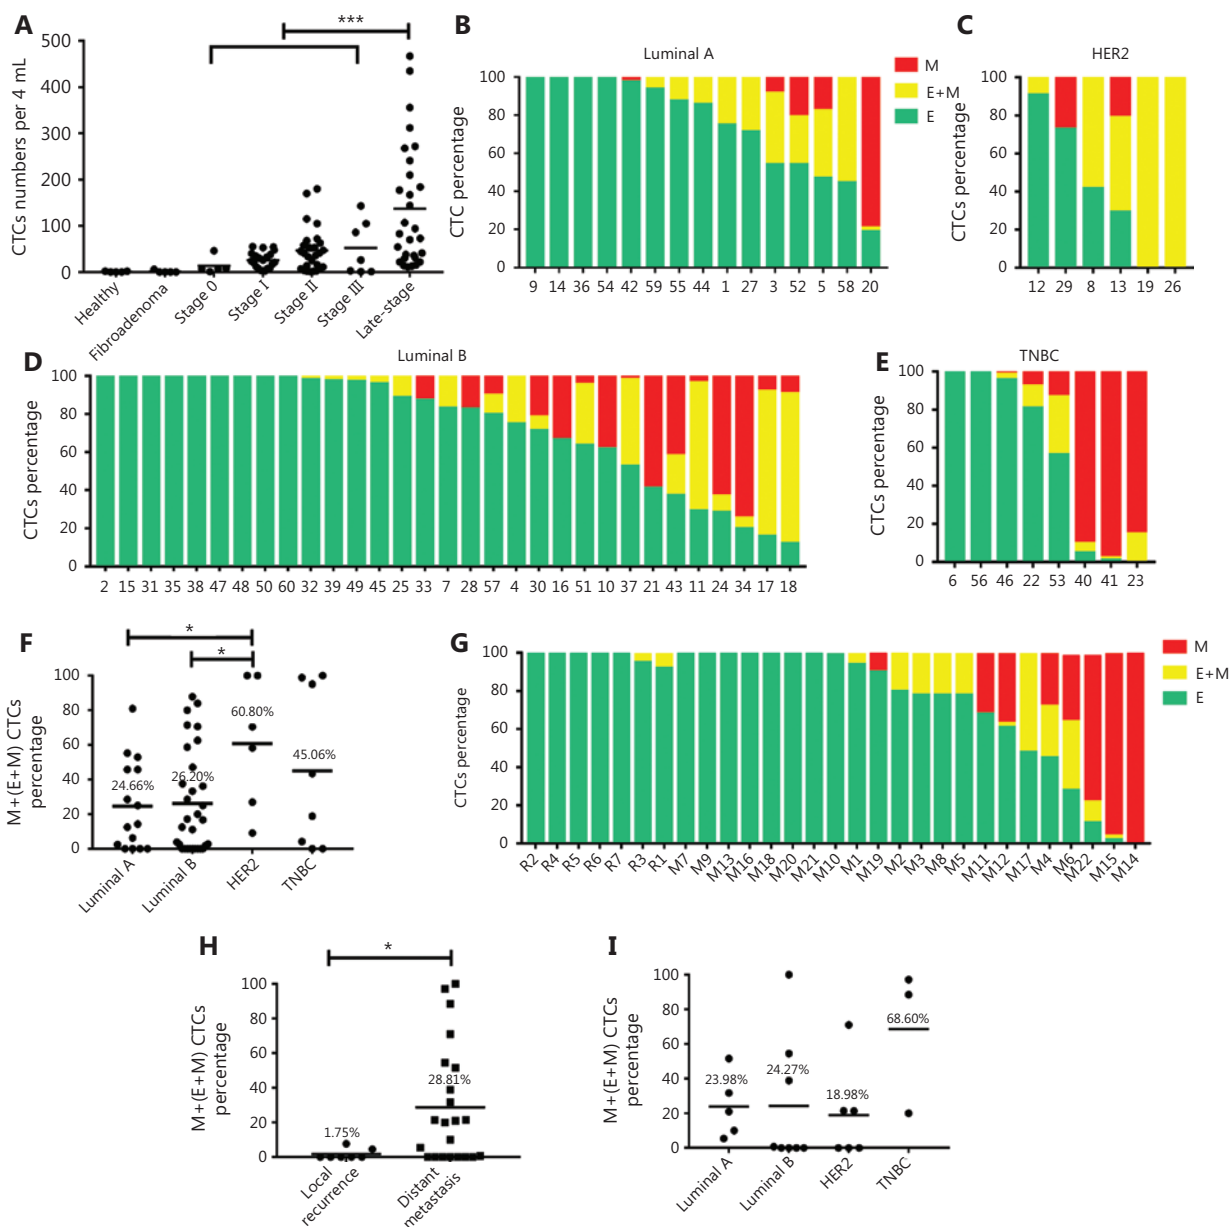 A
CTCs numbers per 4 mL
500
400
300
200
100
0
***
Healthy
Fibroadenoma
Stage 0
Stage I
Stage II
Stage III
Late-stage
B
Luminal A
CTC percentage
100
80
60
40
20
0
9 14 36 54 42 59 55 44 1 27 3 52 5 58 20
M
E+M
E
C
HER2
CTCs percentage
100
80
60
40
20
0
12 29 8 13 19 26
D
Luminal B
CTCs percentage
100
80
60
40
20
0
2 15 31 35 38 47 48 50 60 32 39 49 45 25 33 7 28 57 4 30 16 51 10 37 21 43 11 24 34 17 18
E
TNBC
CTCs percentage
100
80
60
40
20
0
6 56 46 22 53 40 41 23
F
M+(E+M) CTCs
percentage
100
80
60
40
20
0
*
*
24.66%
26.20%
60.80%
45.06%
Luminal A
Luminal B
HER2
TNBC
G
CTCs percentage
100
80
60
40
20
0
R2 R4 R5 R6 R7 R3 R1 M7 M9 M13 M16 M18 M20 M21 M10 M1 M19 M2 M3 M8 M5 M11 M12 M17 M4 M6 M22 M15 M14
M
E+M
E
H
M+(E+M) CTCs
percentage
100
80
60
40
20
0
*
1.75%
28.81%
Local
recurrence
Distant
metastasis
I
M+(E+M) CTCs
percentage
100
80
60
40
20
0
23.98%
24.27%
18.98%
68.60%
Luminal A
Luminal B
HER2
TNBC